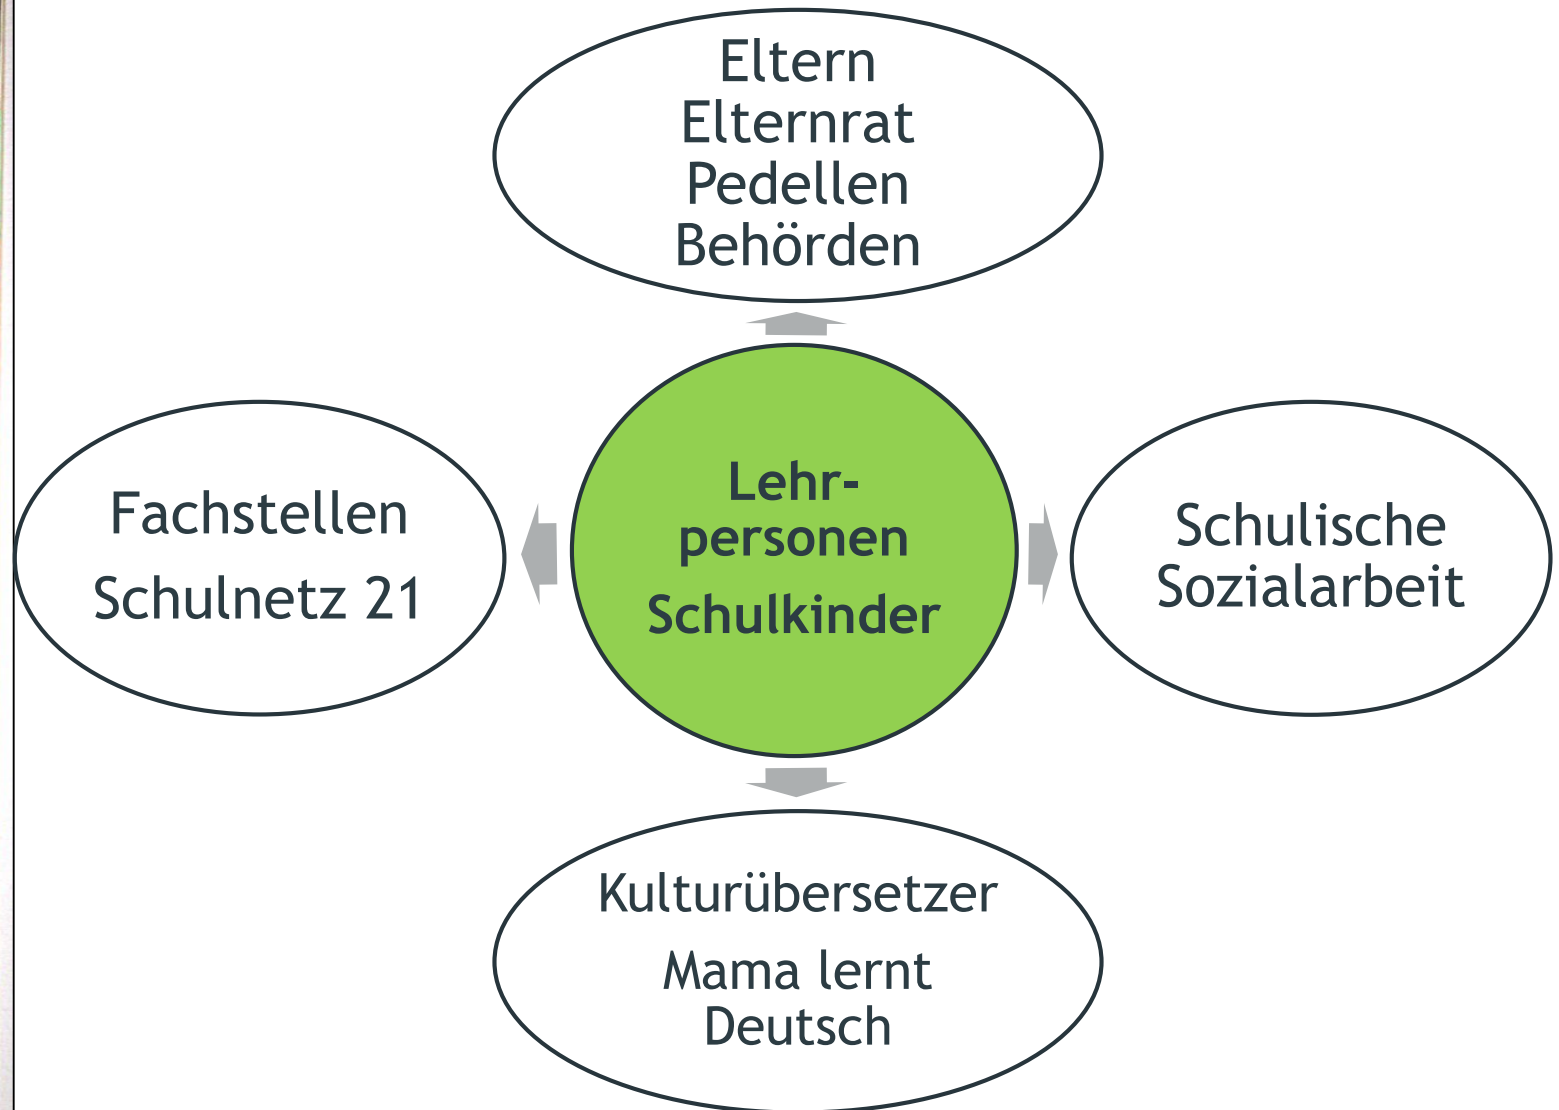 Eltern
Elternrat
Pedellen
Behörden
Fachstellen
Schulnetz 21
Lehr-
personen
Schulkinder
Schulische
Sozialarbeit
Kulturübersetzer
Mama lernt
Deutsch